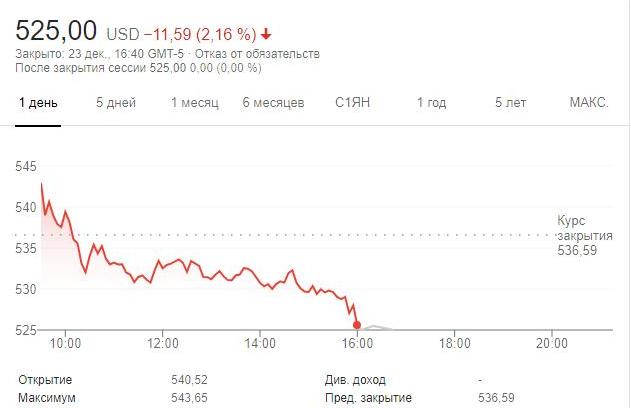 525,00 USD −11,59 (2,16 %)
Закрыто: 23 дек., 16:40 GMT-5 · Отказ от обязательств
После закрытия сессии 525,00 0,00 (0,00 %)
1 день 5 дней 1 месяц 6 месяцев С1ЯН 1 год 5 лет МАКС.
545
540
Курс
закрытия
536,59
535
530
525
10:00 12:00 14:00 16:00 18:00 20:00
Открытие 540,52 Див. доход -
Максимум 543,65 Пред. закрытие 536,59